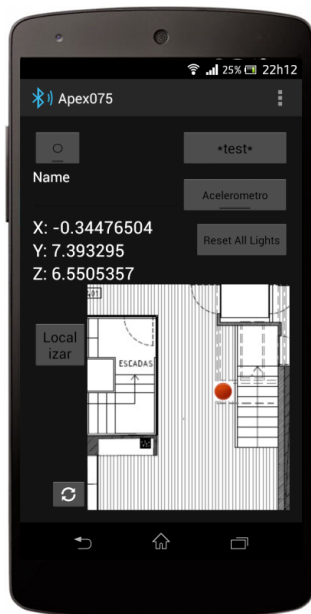 25% 22h12
Apex075
*test*
Name
Acelerometro
X: -0.34476504
Y: 7.393295
Z: 6.5505357
Reset All Lights
Local
izar
ESCADAS